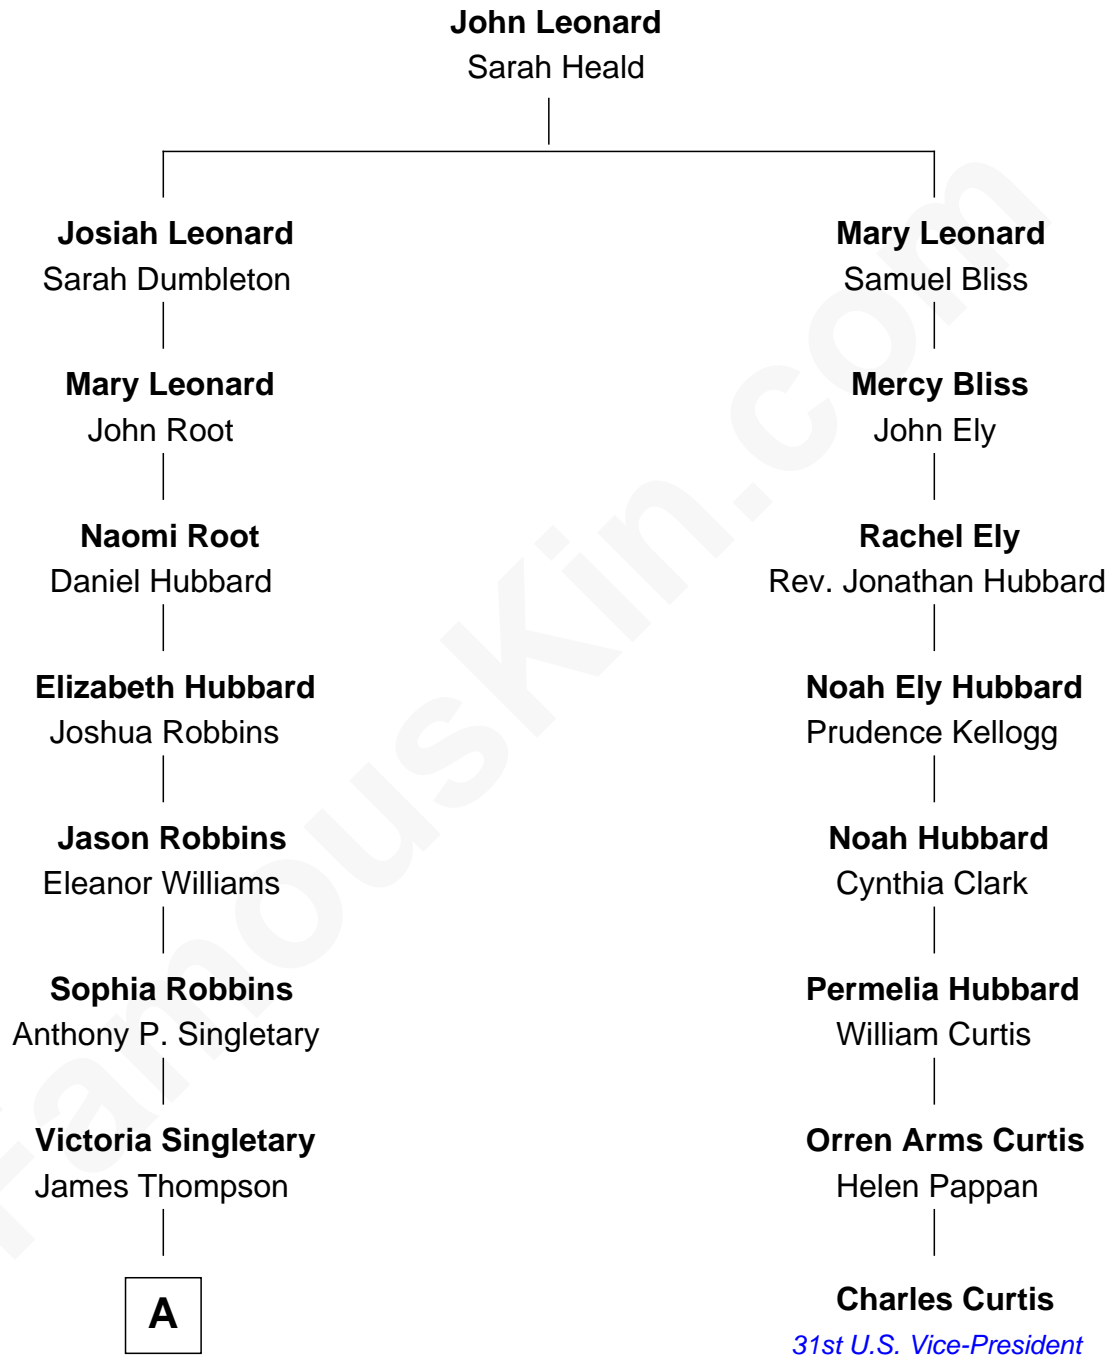 John Leonard
Sarah Heald
Josiah Leonard
Sarah Dumbleton
Mary Leonard
Samuel Bliss
Mary Leonard
John Root
Mercy Bliss
John Ely
Naomi Root
Daniel Hubbard
Rachel Ely
Rev. Jonathan Hubbard
Elizabeth Hubbard
Joshua Robbins
Noah Ely Hubbard
Prudence Kellogg
Jason Robbins
Eleanor Williams
Noah Hubbard
Cynthia Clark
Sophia Robbins
Anthony P. Singletary
Permelia Hubbard
William Curtis
Victoria Singletary
James Thompson
Orren Arms Curtis
Helen Pappan
A
Charles Curtis
31st U.S. Vice-President
FamousKin.com